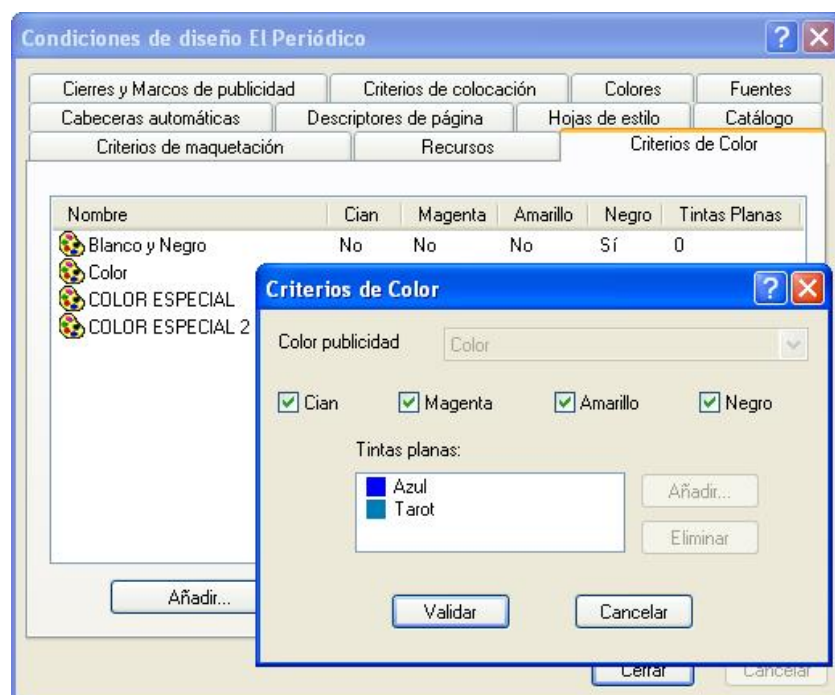 Condiciones de diseño El Periódico
Cierres y Marcos de publicidad Criterios de colocación Colores Fuentes
Cabeceras automáticas Descriptores de página Hojas de estilo Catálogo
Criterios de maquetación Recursos Criterios de Color
Nombre Cian Magenta Amarillo Negro Tintas Planas
Blanco y Negro No No No Sí 0
Color
COLOR ESPECIAL
COLOR ESPECIAL 2
Añadir...
Criterios de Color
Color publicidad Color
Cian Magenta Amarillo Negro
Tintas planas:
Azul
Tarot
Añadir...
Eliminar
Validar Cancelar
Cerrar Cancelar